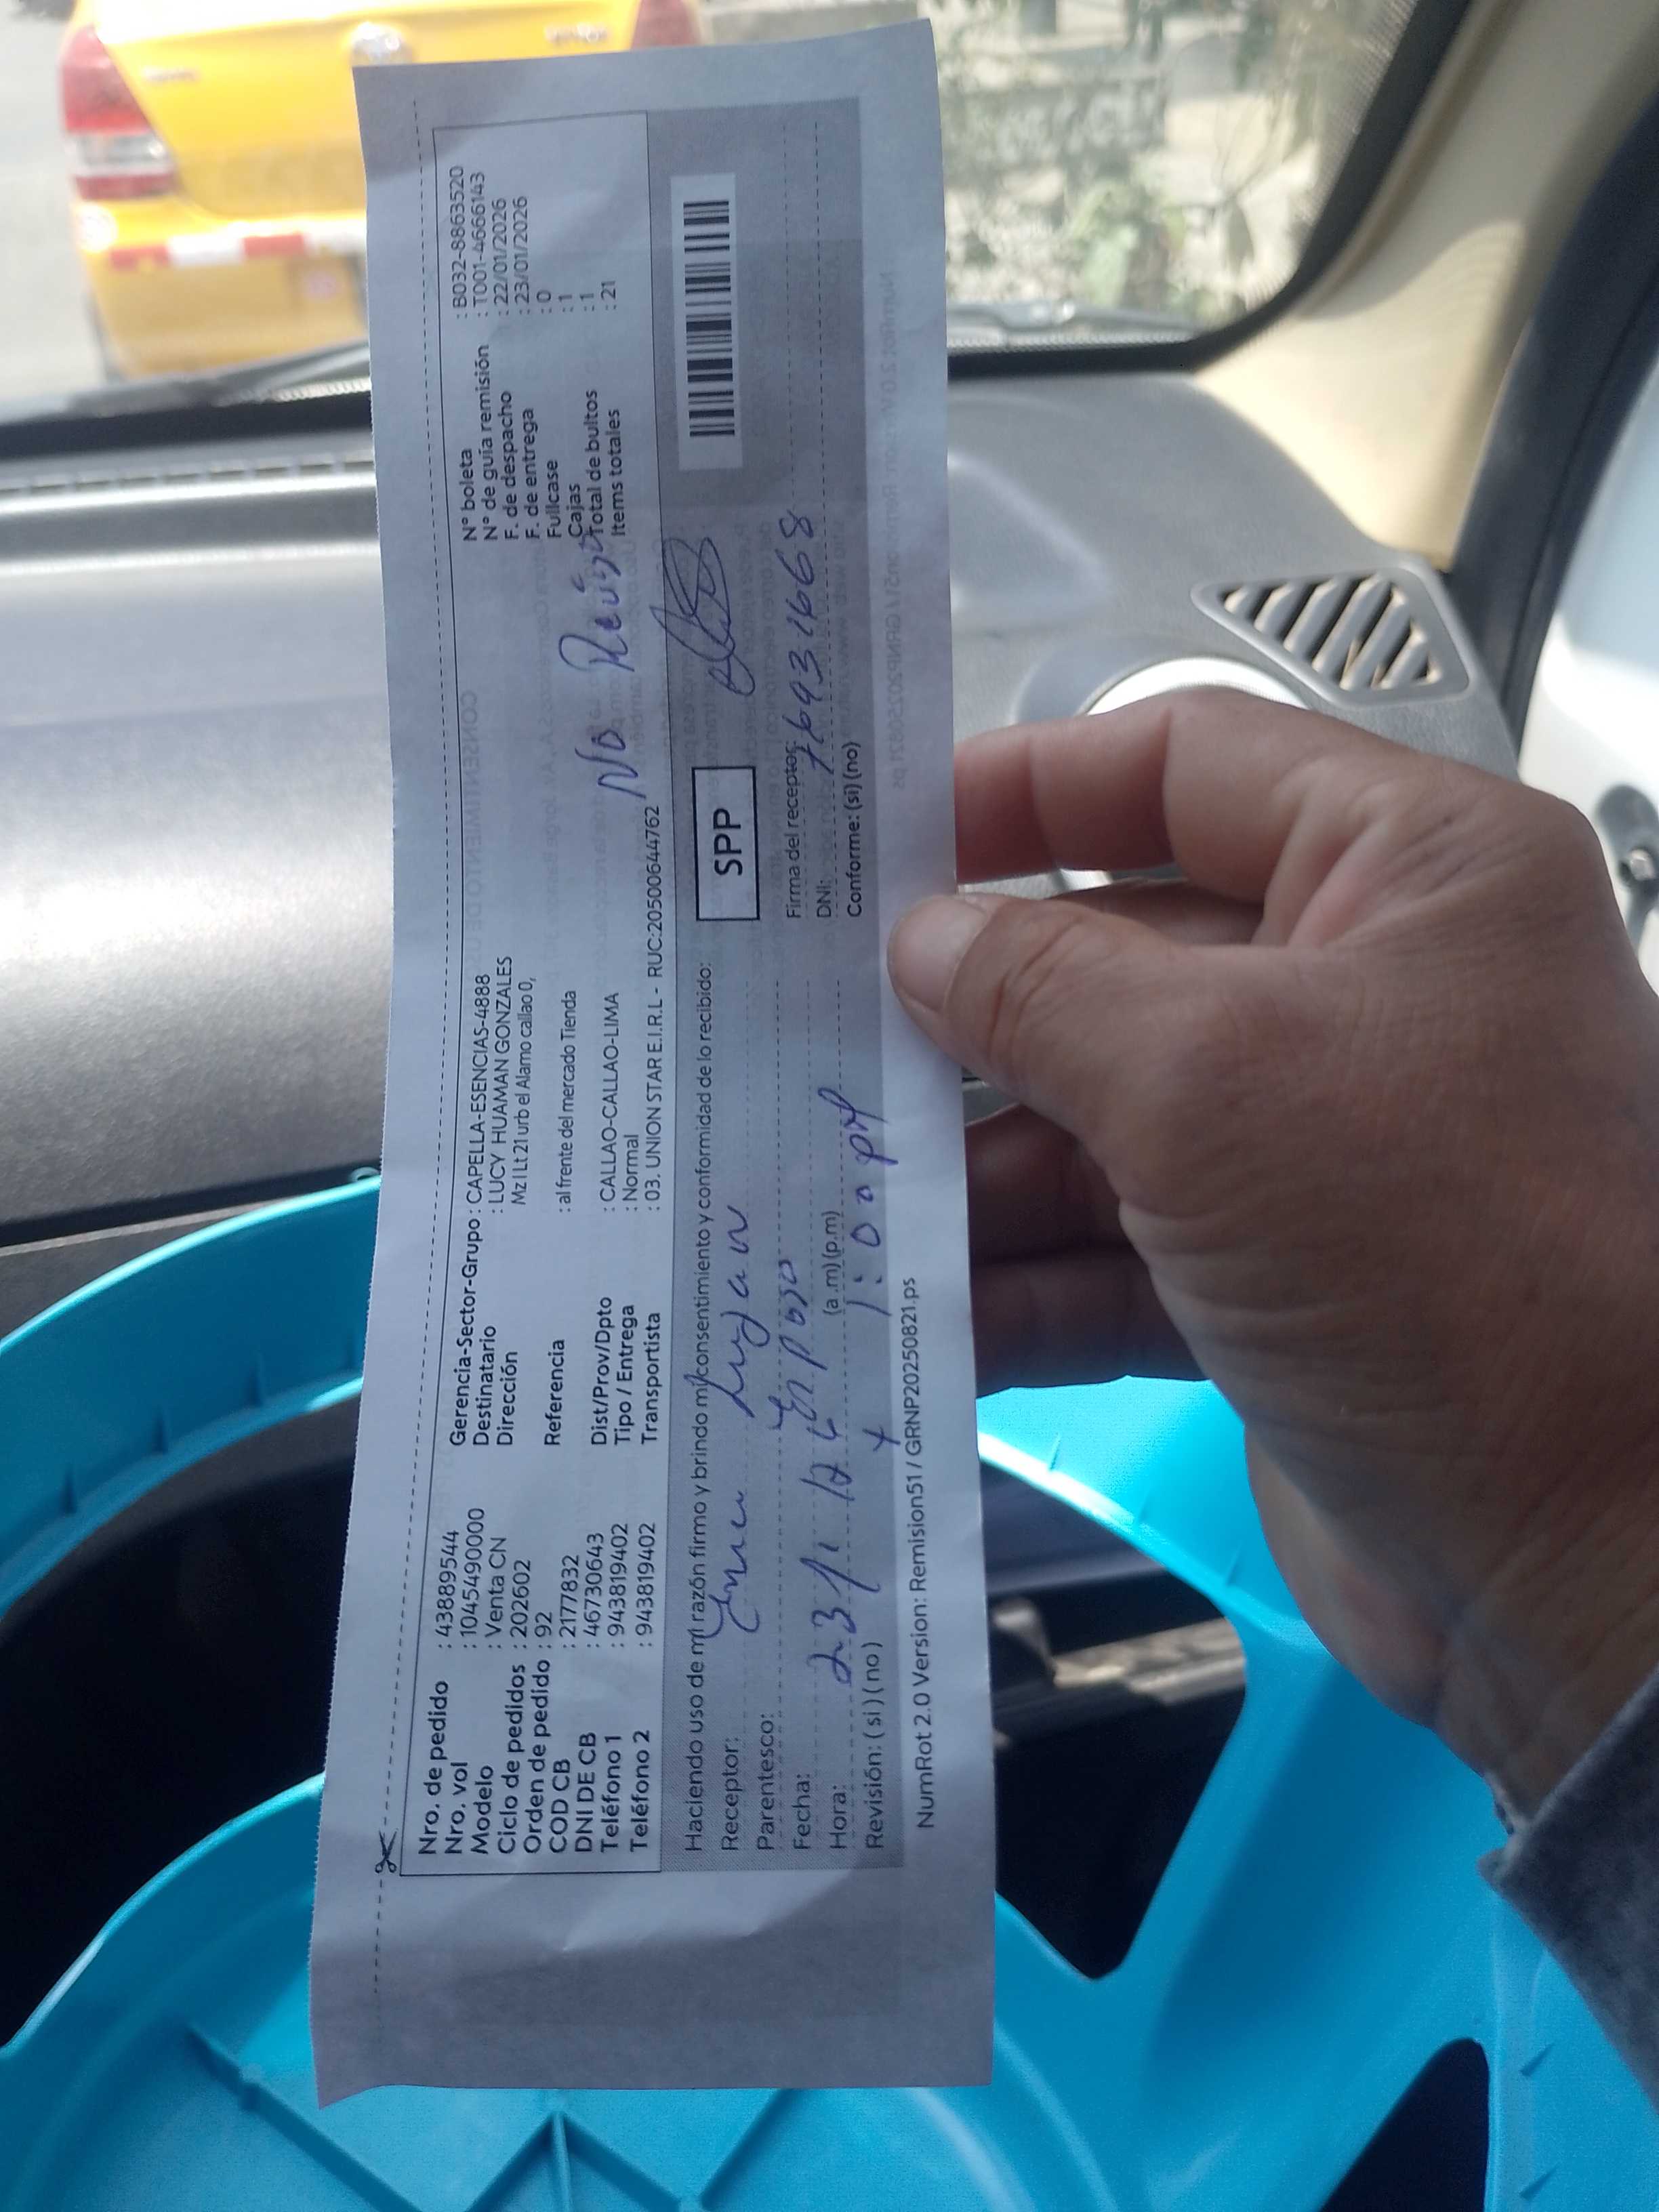 Nro. de pedido : 43889544
Nro. vol : 1045490000
Modelo : Venta CN
Ciclo de pedidos : 202602
Orden de pedido : 92
COD CB : 2177832
DNI DE CB : 46730643
Teléfono 1 : 943819402
Teléfono 2 : 943819402
Gerencia-Sector-Grupo : CAPELLA-ESENCIAS-4888
Destinatario : LUCY HUAMAN GONZALES
Dirección Mz I Lt 21 urb el Alamo callao 0,
Referencia : al frente del mercado Tienda
Dist/Prov/Dpto : CALLAO-CALLAO-LIMA
Tipo / Entrega : Normal
Transportista : 03. UNION STAR E.I.R.L - RUC:20500644762
N° boleta : B032-8863520
N° de guía remisión : T001-4666143
F. de despacho : 22/01/2026
F. de entrega : 23/01/2026
Fullcase : 0
Cajas : 1
Total de bultos : 1
Items totales : 21
No Revisó
Haciendo uso de mi razón firmo y brindo mi consentimiento y conformidad de lo recibido:
Receptor: Lujan
Parentesco: Esposo
Fecha: 23/1
Hora: (a.m) (p.m) 1:00 pm
Revisión: (si) (no)
SPP
Firma del receptor:
DNI:
Conforme: (si) (no)
NumRot 2.0 Version: Remision51 / GRNP20250821.ps